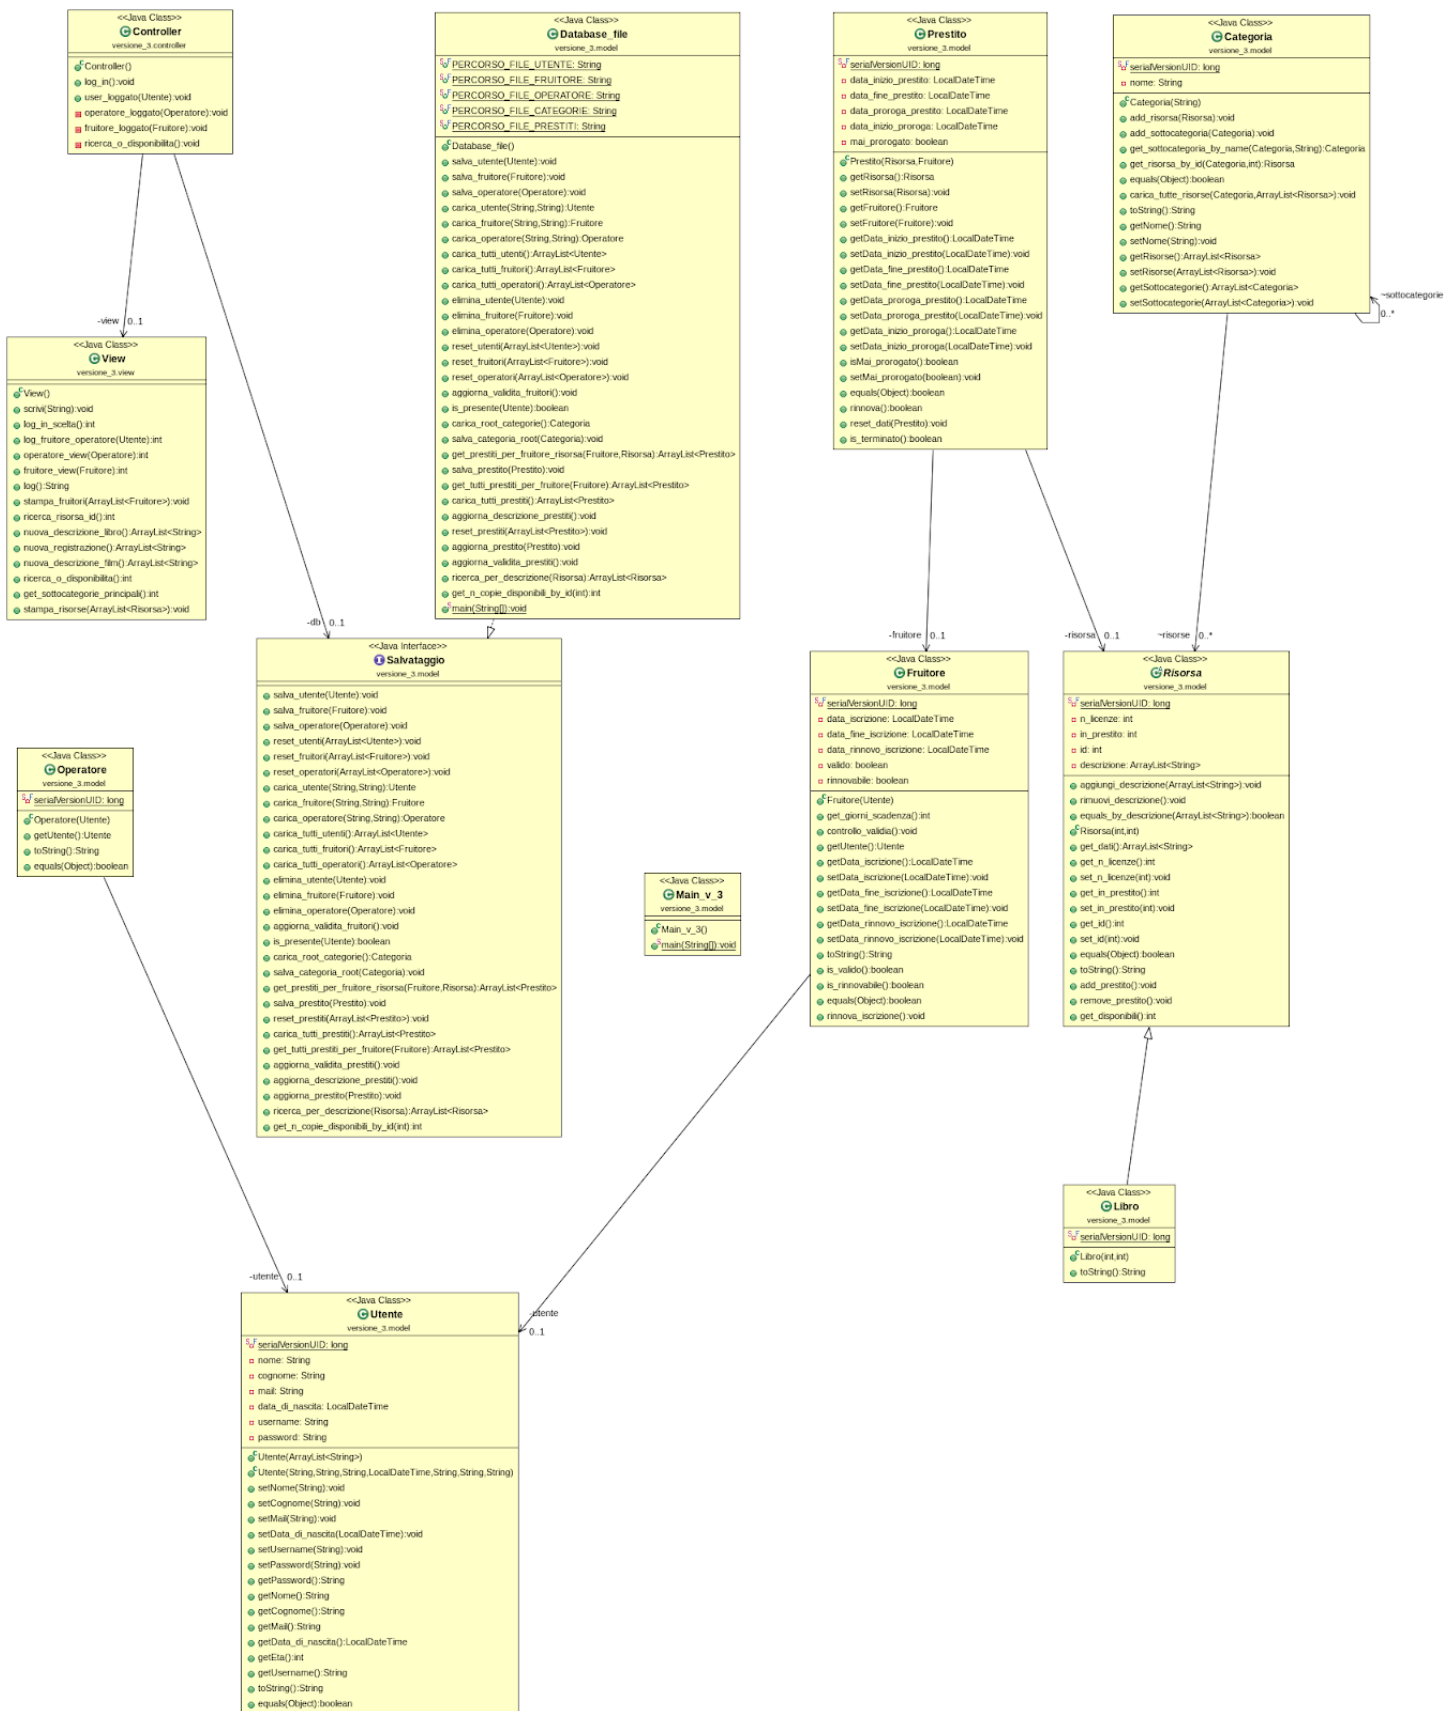 <<Java Class>>
Controller
versione_3.controller
Controller()
log_in():void
user_loggato(Utente):void
operatore_loggato(Operatore):void
fruitore_loggato(Fruitore):void
ricerca_o_disponibilita():void
<<Java Class>>
Database_file
versione_3.model
PERCORSO_FILE_UTENTE: String
PERCORSO_FILE_FRUITORE: String
PERCORSO_FILE_OPERATORE: String
PERCORSO_FILE_CATEGORIE: String
PERCORSO_FILE_PRESTITI: String
Database_file()
salva_utente(Utente):void
salva_fruitore(Fruitore):void
salva_operatore(Operatore):void
carica_utente(String,String):Utente
carica_fruitore(String,String):Fruitore
carica_operatore(String,String):Operatore
carica_tutti_utenti():ArrayList<Utente>
carica_tutti_fruitori():ArrayList<Fruitore>
carica_tutti_operatori():ArrayList<Operatore>
elimina_utente(Utente):void
elimina_fruitore(Fruitore):void
elimina_operatore(Operatore):void
reset_utenti(ArrayList<Utente>):void
reset_fruitori(ArrayList<Fruitore>):void
reset_operatori(ArrayList<Operatore>):void
aggiorna_validita_fruitori():void
is_presente(Utente):boolean
carica_root_categorie():Categoria
salva_categoria_root(Categoria):void
get_prestiti_per_fruitore_risorsa(Fruitore,Risorsa):ArrayList<Prestito>
salva_prestito(Prestito):void
get_tutti_prestiti_per_fruitore(Fruitore):ArrayList<Prestito>
carica_tutti_prestiti():ArrayList<Prestito>
aggiorna_descrizione_prestiti():void
reset_prestiti(ArrayList<Prestito>):void
aggiorna_prestito(Prestito):void
aggiorna_validita_prestiti():void
ricerca_per_descrizione(Risorsa):ArrayList<Risorsa>
get_n_copie_disponibili_by_id(int):int
main(String[]):void
<<Java Class>>
Prestito
versione_3.model
serialVersionUID: long
data_inizio_prestito: LocalDateTime
data_fine_prestito: LocalDateTime
data_proroga_prestito: LocalDateTime
data_inizio_proroga: LocalDateTime
mai_prorogato: boolean
Prestito(Risorsa,Fruitore)
getRisorsa():Risorsa
setRisorsa(Risorsa):void
getFruitore():Fruitore
setFruitore(Fruitore):void
getData_inizio_prestito():LocalDateTime
setData_inizio_prestito(LocalDateTime):void
getData_fine_prestito():LocalDateTime
setData_fine_prestito(LocalDateTime):void
getData_proroga_prestito():LocalDateTime
setData_proroga_prestito(LocalDateTime):void
getData_inizio_proroga():LocalDateTime
setData_inizio_proroga(LocalDateTime):void
isMai_prorogato():boolean
setMai_prorogato(boolean):void
equals(Object):boolean
rinnova():boolean
reset_dati(Prestito):void
is_terminato():boolean
<<Java Class>>
Categoria
versione_3.model
serialVersionUID: long
nome: String
Categoria(String)
add_risorsa(Risorsa):void
add_sottocategoria(Categoria):void
get_sottocategoria_by_name(Categoria,String):Categoria
get_risorsa_by_id(Categoria,int):Risorsa
equals(Object):boolean
carica_tutte_risorse(Categoria,ArrayList<Risorsa>):void
toString():String
getNome():String
setNome(String):void
getRisorse():ArrayList<Risorsa>
setRisorse(ArrayList<Risorsa>):void
getSottocategorie():ArrayList<Categoria>
setSottocategorie(ArrayList<Categoria>):void
~sottocategorie
0..*
-view 0..1
<<Java Class>>
View
versione_3.view
View()
scrivi(String):void
log_in_scelta():int
log_fruitore_operatore(Utente):int
operatore_view(Operatore):int
fruitore_view(Fruitore):int
log():String
stampa_fruitori(ArrayList<Fruitore>):void
ricerca_risorsa_id():int
nuova_descrizione_libro():ArrayList<String>
nuova_registrazione():ArrayList<String>
nuova_descrizione_film():ArrayList<String>
ricerca_o_disponibilita():int
get_sottocategorie_principali():int
stampa_risorse(ArrayList<Risorsa>):void
-db 0..1
<<Java Interface>>
Salvataggio
versione_3.model
salva_utente(Utente):void
salva_fruitore(Fruitore):void
salva_operatore(Operatore):void
reset_utenti(ArrayList<Utente>):void
reset_fruitori(ArrayList<Fruitore>):void
reset_operatori(ArrayList<Operatore>):void
carica_utente(String,String):Utente
carica_fruitore(String,String):Fruitore
carica_operatore(String,String):Operatore
carica_tutti_utenti():ArrayList<Utente>
carica_tutti_fruitori():ArrayList<Fruitore>
carica_tutti_operatori():ArrayList<Operatore>
elimina_utente(Utente):void
elimina_fruitore(Fruitore):void
elimina_operatore(Operatore):void
aggiorna_validita_fruitori():void
is_presente(Utente):boolean
carica_root_categorie():Categoria
salva_categoria_root(Categoria):void
get_prestiti_per_fruitore_risorsa(Fruitore,Risorsa):ArrayList<Prestito>
salva_prestito(Prestito):void
reset_prestiti(ArrayList<Prestito>):void
carica_tutti_prestiti():ArrayList<Prestito>
get_tutti_prestiti_per_fruitore(Fruitore):ArrayList<Prestito>
aggiorna_validita_prestiti():void
aggiorna_descrizione_prestiti():void
aggiorna_prestito(Prestito):void
ricerca_per_descrizione(Risorsa):ArrayList<Risorsa>
get_n_copie_disponibili_by_id(int):int
-fruitore 0..1
<<Java Class>>
Fruitore
versione_3.model
serialVersionUID: long
data_iscrizione: LocalDateTime
data_fine_iscrizione: LocalDateTime
data_rinnovo_iscrizione: LocalDateTime
valido: boolean
rinnovabile: boolean
Fruitore(Utente)
get_giorni_scadenza():int
controllo_validia():void
getUtente():Utente
getData_iscrizione():LocalDateTime
setData_iscrizione(LocalDateTime):void
getData_fine_iscrizione():LocalDateTime
setData_fine_iscrizione(LocalDateTime):void
getData_rinnovo_iscrizione():LocalDateTime
setData_rinnovo_iscrizione(LocalDateTime):void
toString():String
is_valido():boolean
is_rinnovabile():boolean
equals(Object):boolean
rinnova_iscrizione():void
-risorsa 0..1
~risorse 0..*
<<Java Class>>
Risorsa
versione_3.model
serialVersionUID: long
n_licenze: int
in_prestito: int
id: int
descrizione: ArrayList<String>
aggiungi_descrizione(ArrayList<String>):void
rimuovi_descrizione():void
equals_by_descrizione(ArrayList<String>):boolean
Risorsa(int,int)
get_dati():ArrayList<String>
get_n_licenze():int
set_n_licenze(int):void
get_in_prestito():int
set_in_prestito(int):void
get_id():int
set_id(int):void
equals(Object):boolean
toString():String
add_prestito():void
remove_prestito():void
get_disponibili():int
<<Java Class>>
Operatore
versione_3.model
serialVersionUID: long
Operatore(Utente)
getUtente():Utente
toString():String
equals(Object):boolean
<<Java Class>>
Main_v_3
versione_3.model
Main_v_3()
main(String[]):void
<<Java Class>>
Libro
versione_3.model
serialVersionUID: long
Libro(int,int)
toString():String
-utente 0..1
-utente
0..1
<<Java Class>>
Utente
versione_3.model
serialVersionUID: long
nome: String
cognome: String
mail: String
data_di_nascita: LocalDateTime
username: String
password: String
Utente(ArrayList<String>)
Utente(String,String,String,LocalDateTime,String,String,String)
setNome(String):void
setCognome(String):void
setMail(String):void
setData_di_nascita(LocalDateTime):void
setUsername(String):void
setPassword(String):void
getPassword():String
getNome():String
getCognome():String
getMail():String
getData_di_nascita():LocalDateTime
getEta():int
getUsername():String
toString():String
equals(Object):boolean